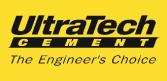 UltraTech
CEMENT
The Engineer's Choice